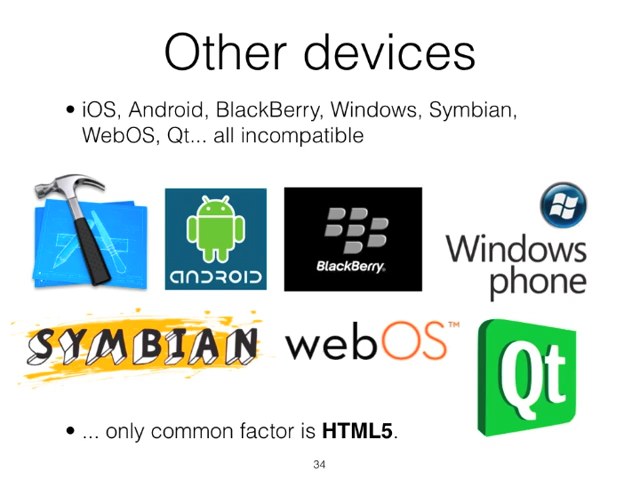 Other devices
• iOS, Android, BlackBerry, Windows, Symbian,
WebOS, Qt... all incompatible
ANDROID
BlackBerry.
Windows
phone
SYMBIAN
webOS™
Qt
• ... only common factor is HTML5.
34